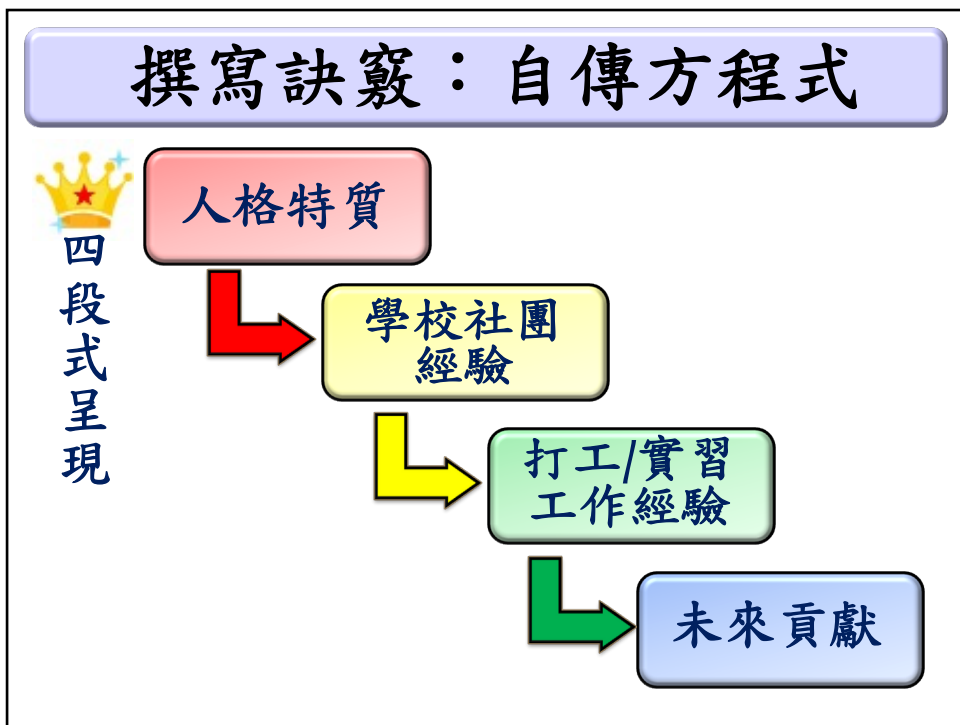 撰寫訣竅：自傳方程式
四段式呈現
人格特質
學校社團
經驗
打工/實習
工作經驗
未來貢獻